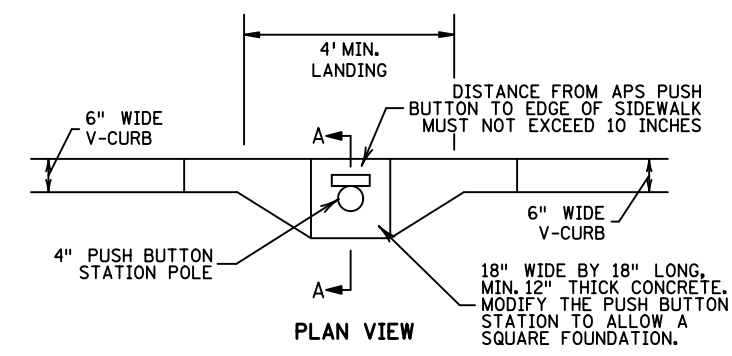 4' MIN.
LANDING
DISTANCE FROM APS PUSH
BUTTON TO EDGE OF SIDEWALK
MUST NOT EXCEED 10 INCHES
6" WIDE
V-CURB
A
6" WIDE
V-CURB
4" PUSH BUTTON
STATION POLE
A
18" WIDE BY 18" LONG,
MIN. 12" THICK CONCRETE.
MODIFY THE PUSH BUTTON
STATION TO ALLOW A
SQUARE FOUNDATION.
PLAN VIEW